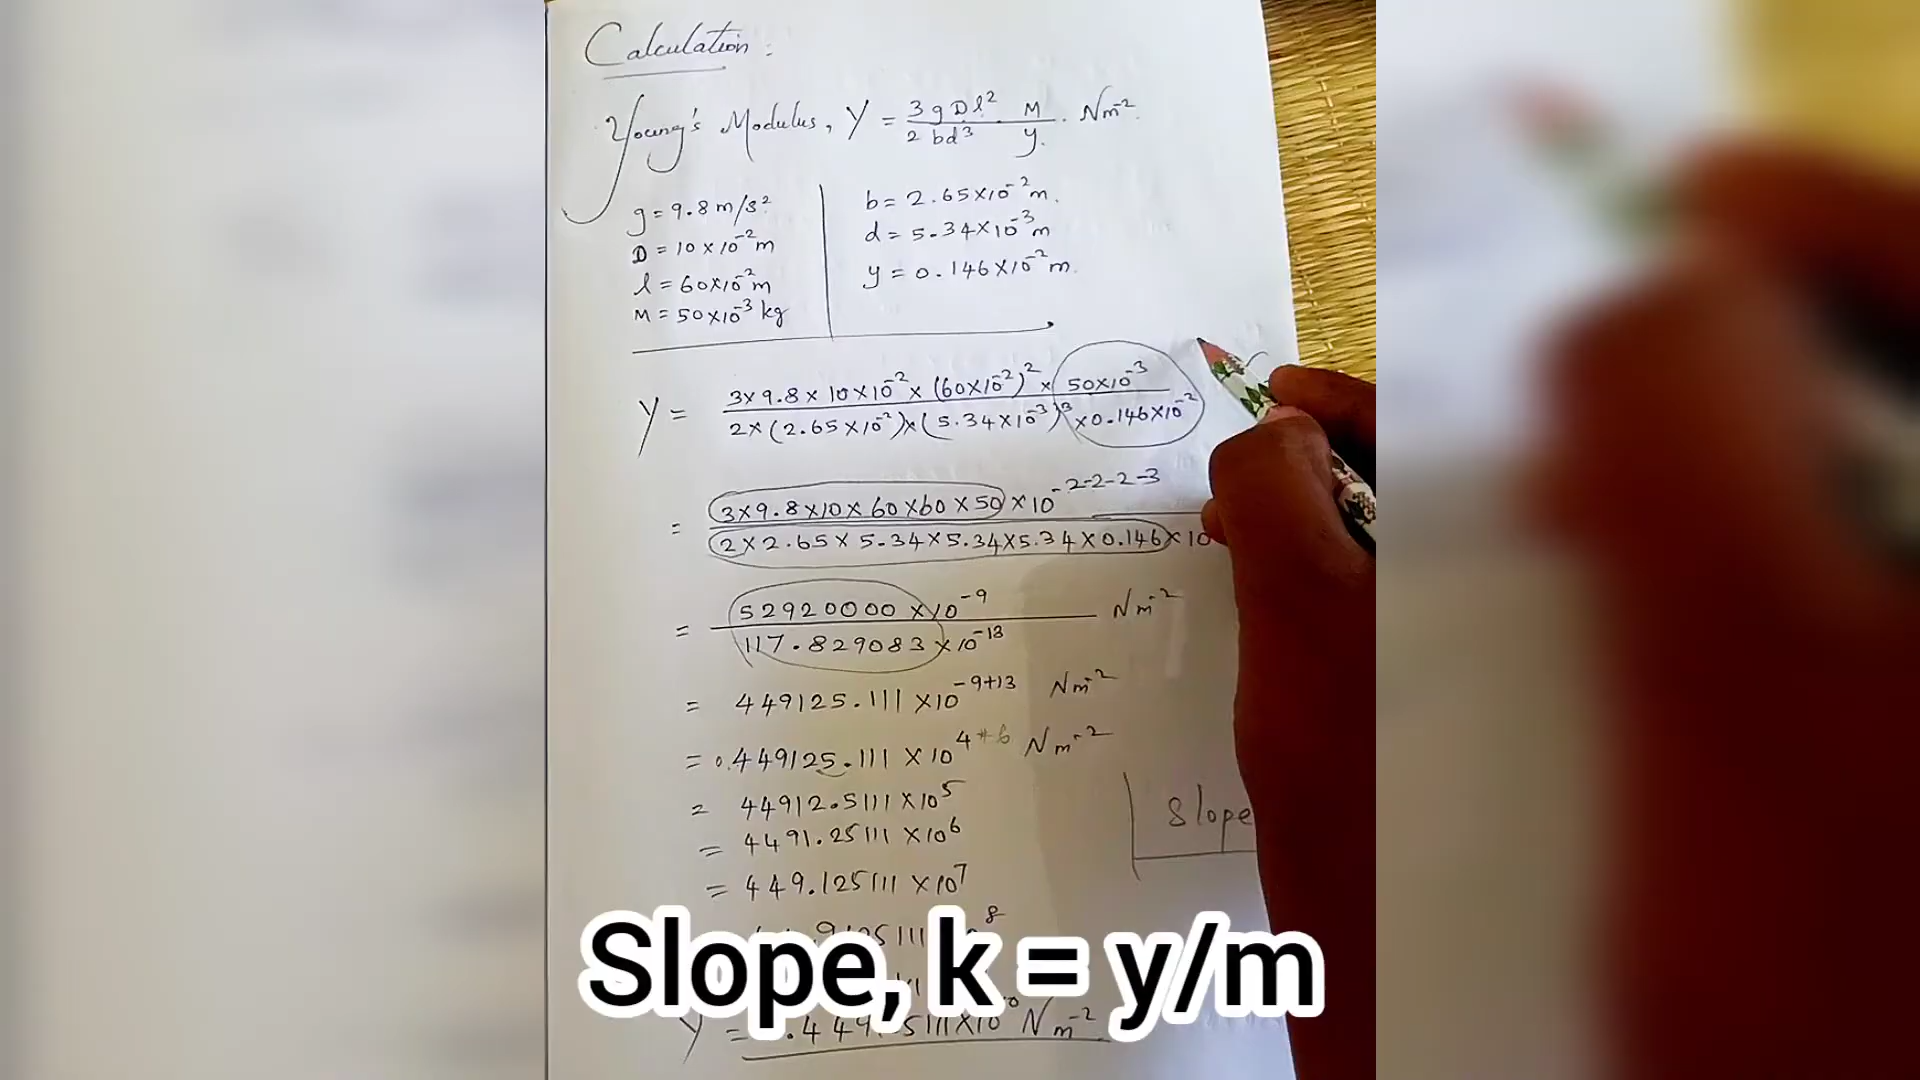 Calculation :
Young's Modulus, Y = 3 g D l² / 2 bd³ M / y . Nm⁻²
g = 9.8 m/s²
D = 10 × 10⁻² m
l = 60×10⁻² m
M = 50×10⁻³ kg
b = 2.65×10⁻² m.
d = 5.34×10⁻³ m
y = 0.146×10⁻² m.
Y = 3×9.8× 10×10⁻² × (60×10⁻²)² × 50×10⁻³
2×(2.65×10⁻²)×(5.34×10⁻³)³ ×0.146×10⁻²
= 3×9.8×10×60×60×50×10⁻²⁻²⁻²⁻³
2×2.65×5.34×5.34×5.34×0.146×10
= 52920000 ×10⁻⁹ Nm⁻²
117.829083×10⁻¹³
= 449125.111 ×10⁻⁹⁺¹³ Nm⁻²
= 0.449125.111 ×10⁴⁺⁶ Nm⁻²
= 44912.5111×10⁵
= 4491.25111 ×10⁶
= 449.125111 ×10⁷
Slope
8
Slope, k = y/m
Y = Nm⁻²